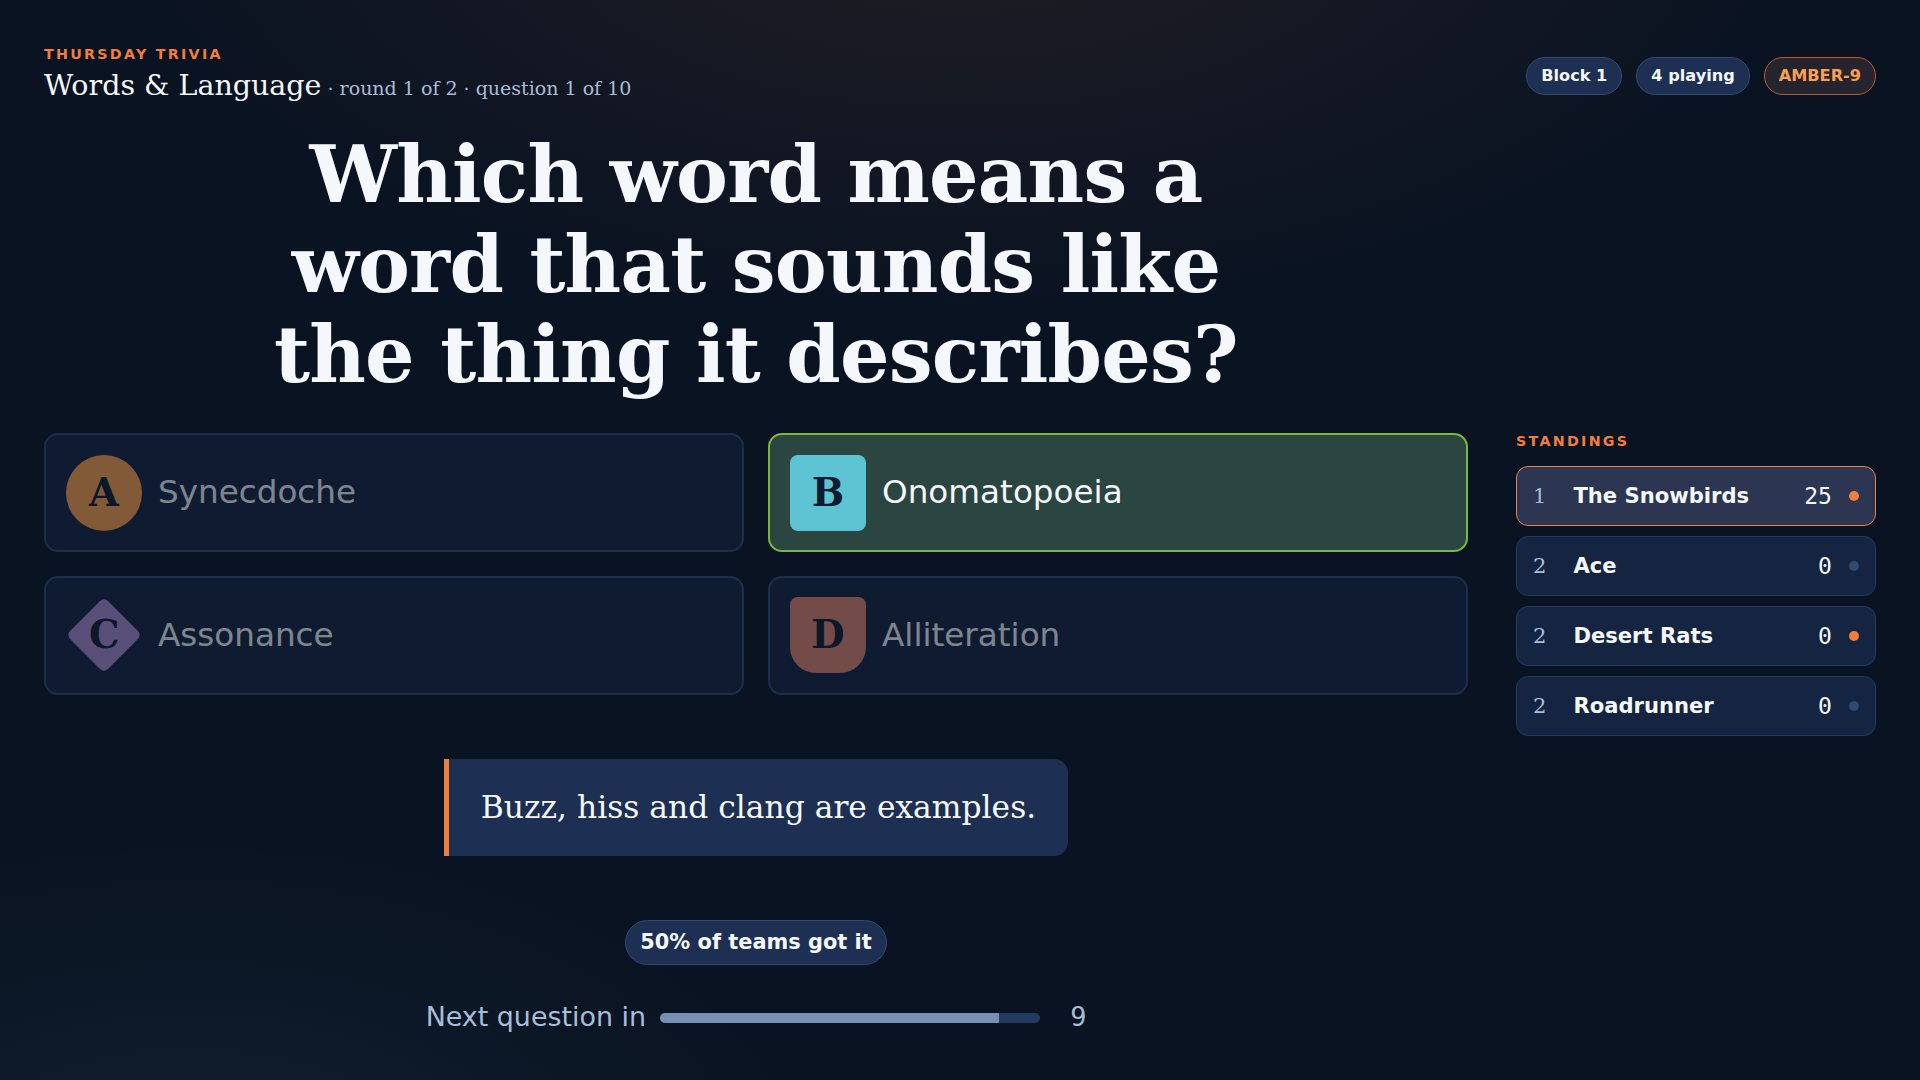 THURSDAY TRIVIA
Words & Language · round 1 of 2 · question 1 of 10
Block 1
4 playing
AMBER-9
Which word means a
word that sounds like
the thing it describes?
A Synecdoche
B Onomatopoeia
C Assonance
D Alliteration
STANDINGS
1 The Snowbirds 25
2 Ace 0
2 Desert Rats 0
2 Roadrunner 0
Buzz, hiss and clang are examples.
50% of teams got it
Next question in 9